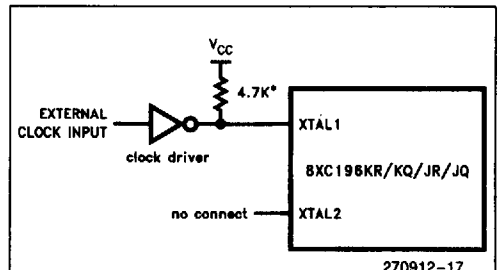 VCC
4.7K*
EXTERNAL
CLOCK INPUT
clock driver
XTAL1
8XC196KR/KQ/JR/JQ
no connect
XTAL2
270912-17